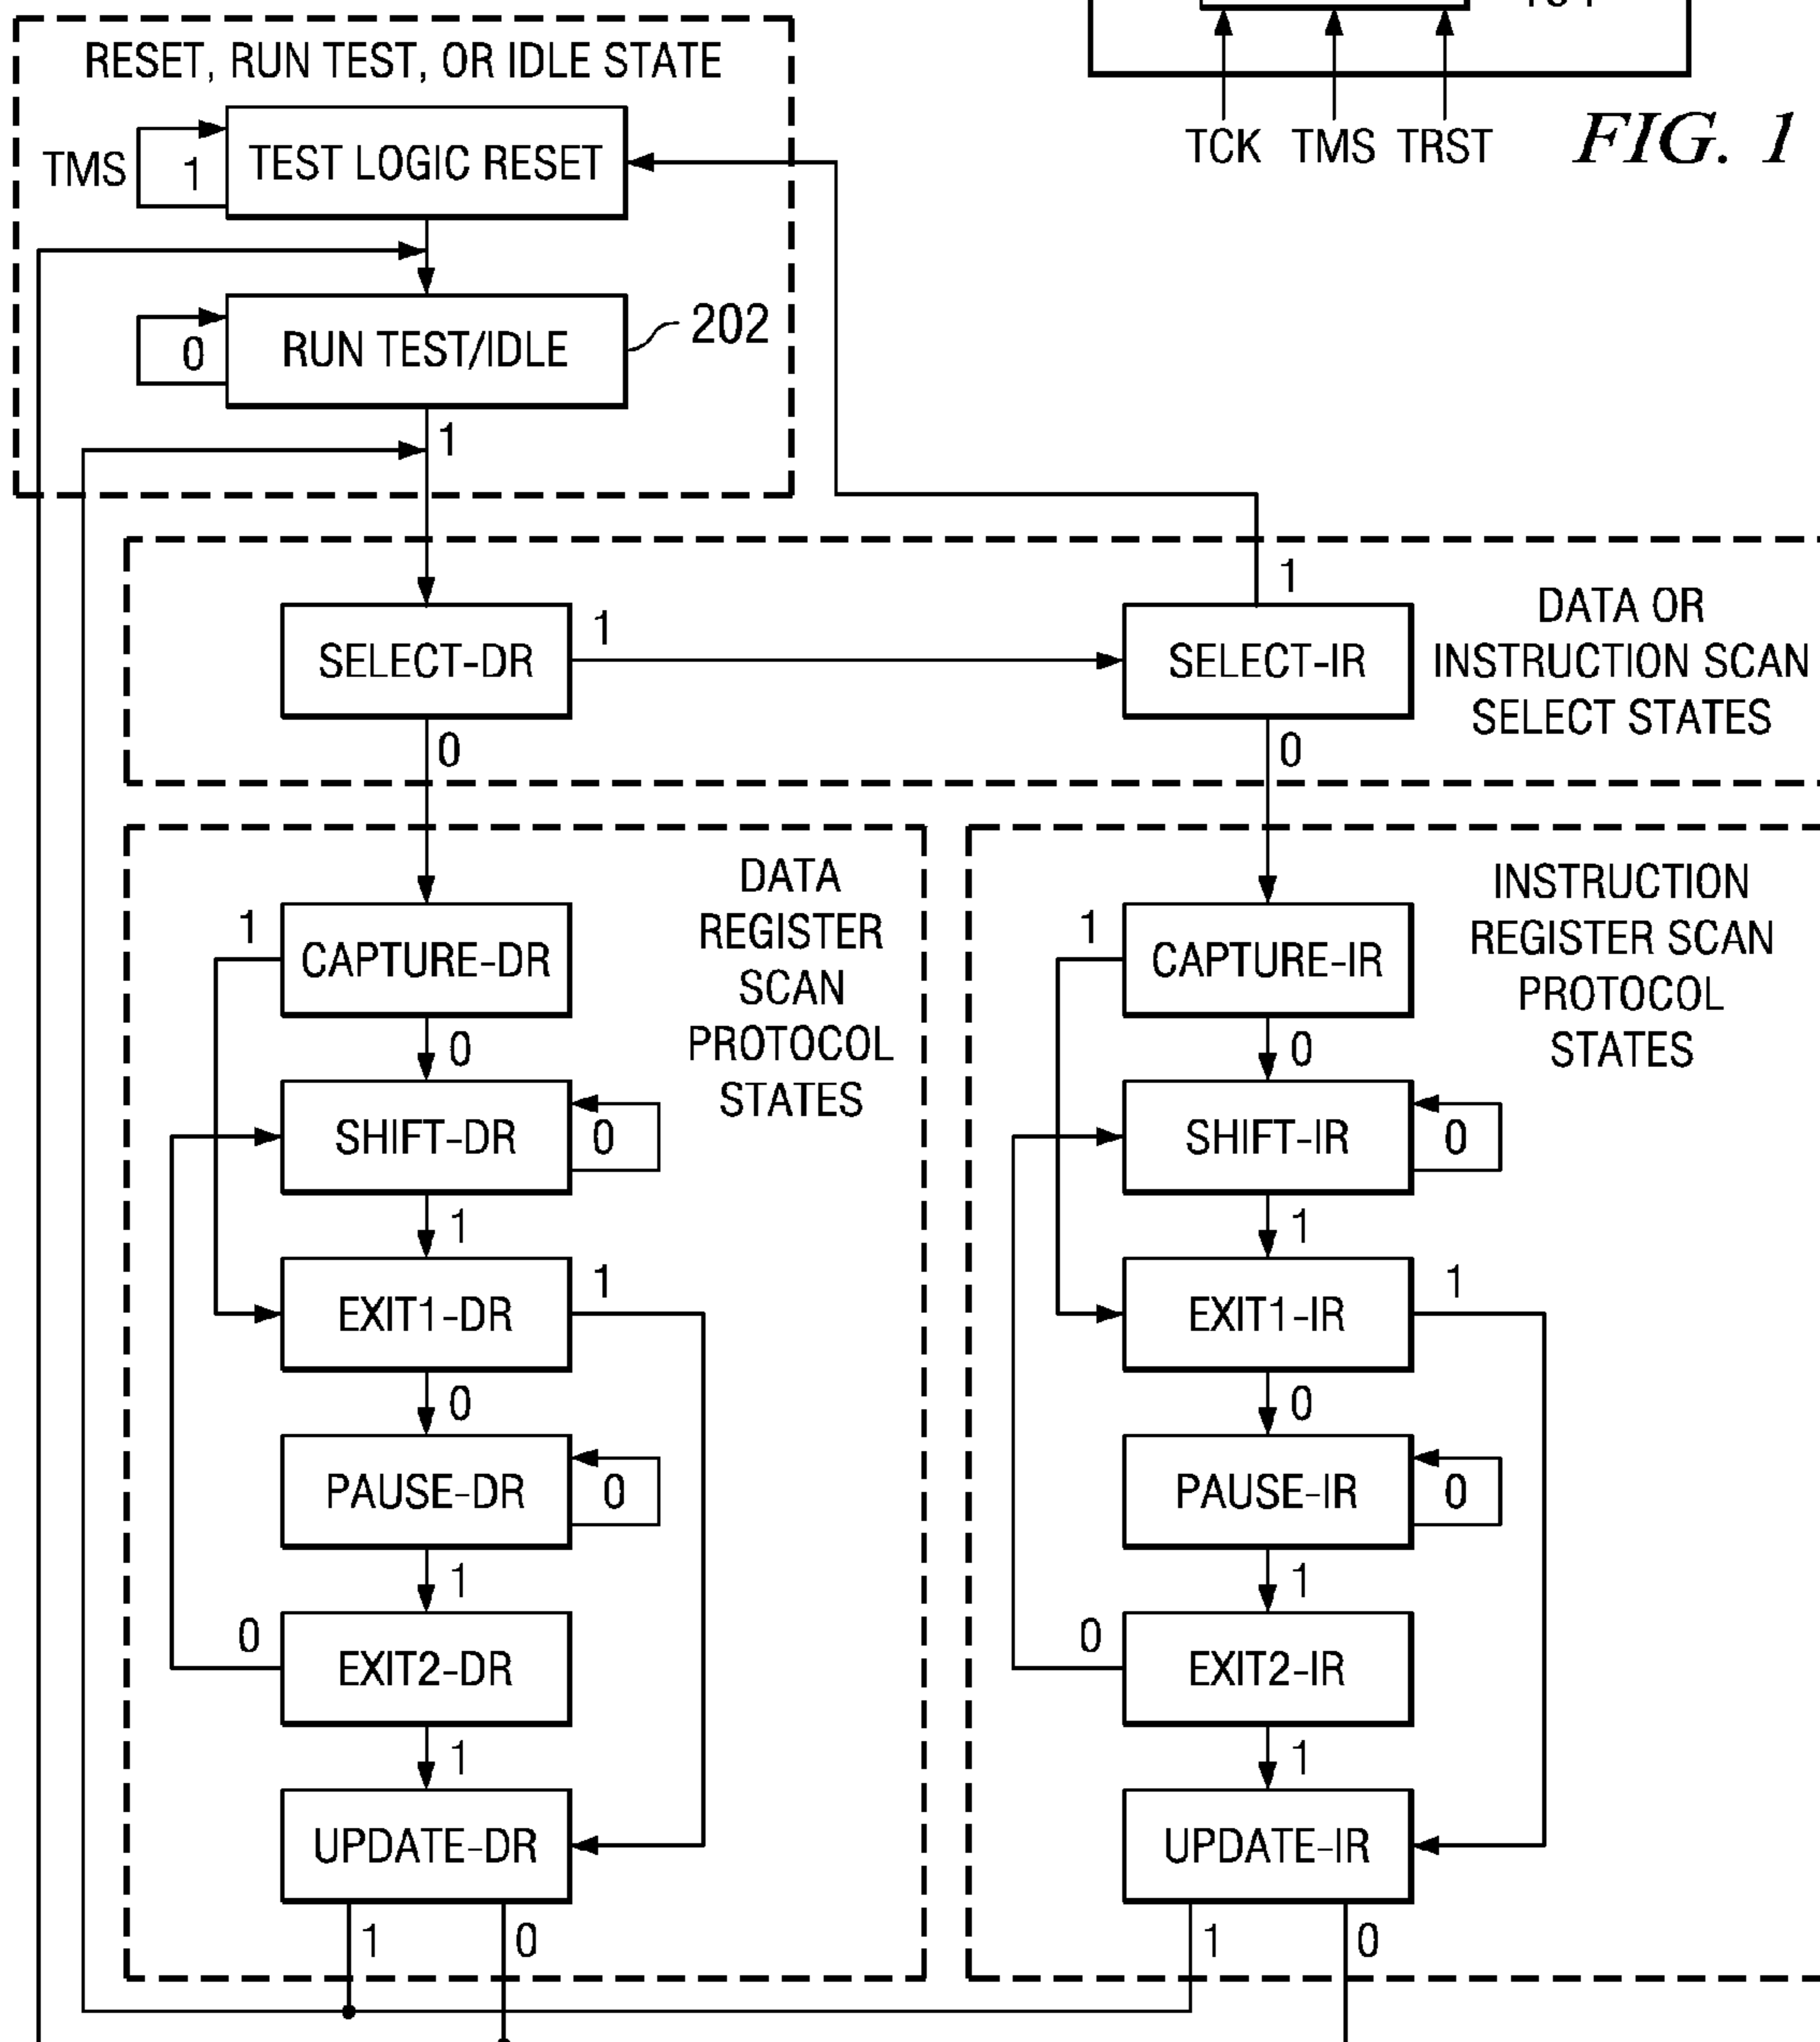 RESET, RUN TEST, OR IDLE STATE
TMS
1
TEST LOGIC RESET
TCK TMS TRST
FIG. 1
0
RUN TEST/IDLE
202
1
SELECT-DR
1
SELECT-IR
1
DATA OR
INSTRUCTION SCAN
SELECT STATES
0
0
DATA
REGISTER
SCAN
PROTOCOL
STATES
1
CAPTURE-DR
0
SHIFT-DR
0
1
EXIT1-DR
1
0
PAUSE-DR
0
1
0
EXIT2-DR
1
UPDATE-DR
1
0
INSTRUCTION
REGISTER SCAN
PROTOCOL
STATES
1
CAPTURE-IR
0
SHIFT-IR
0
1
EXIT1-IR
1
0
PAUSE-IR
0
1
0
EXIT2-IR
1
UPDATE-IR
1
0